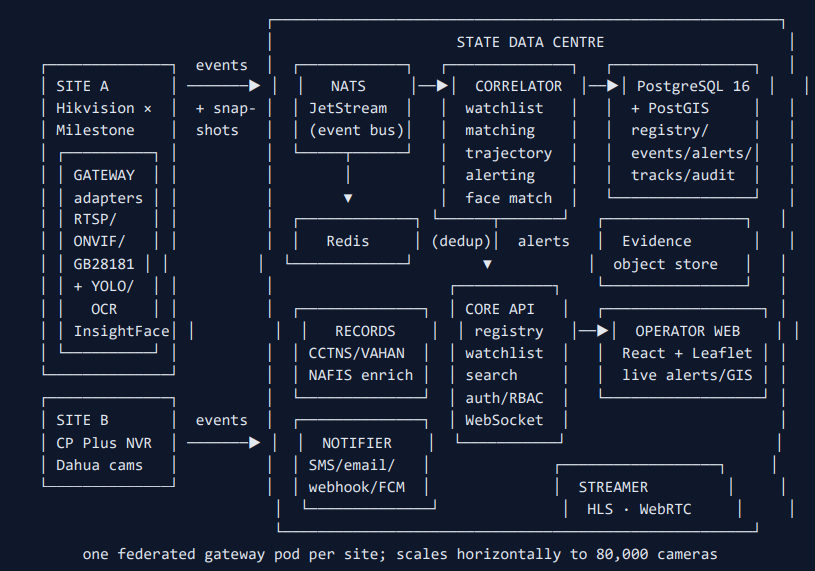 STATE DATA CENTRE
events
SITE A ──────▶ NATS ──▶ CORRELATOR ──▶ PostgreSQL 16
Hikvision × + snap- JetStream watchlist + PostGIS
Milestone shots (event bus) matching registry/
trajectory events/alerts/
GATEWAY alerting tracks/audit
adapters ▼ face match
RTSP/
ONVIF/ Redis (dedup) alerts Evidence
GB28181 ▼ object store
+ YOLO/
OCR CORE API
InsightFace RECORDS registry ──▶ OPERATOR WEB
CCTNS/VAHAN watchlist React + Leaflet
NAFIS enrich search live alerts/GIS
auth/RBAC
SITE B events WebSocket
CP Plus NVR ──────▶ NOTIFIER
Dahua cams SMS/email/
webhook/FCM STREAMER
HLS · WebRTC
one federated gateway pod per site; scales horizontally to 80,000 cameras